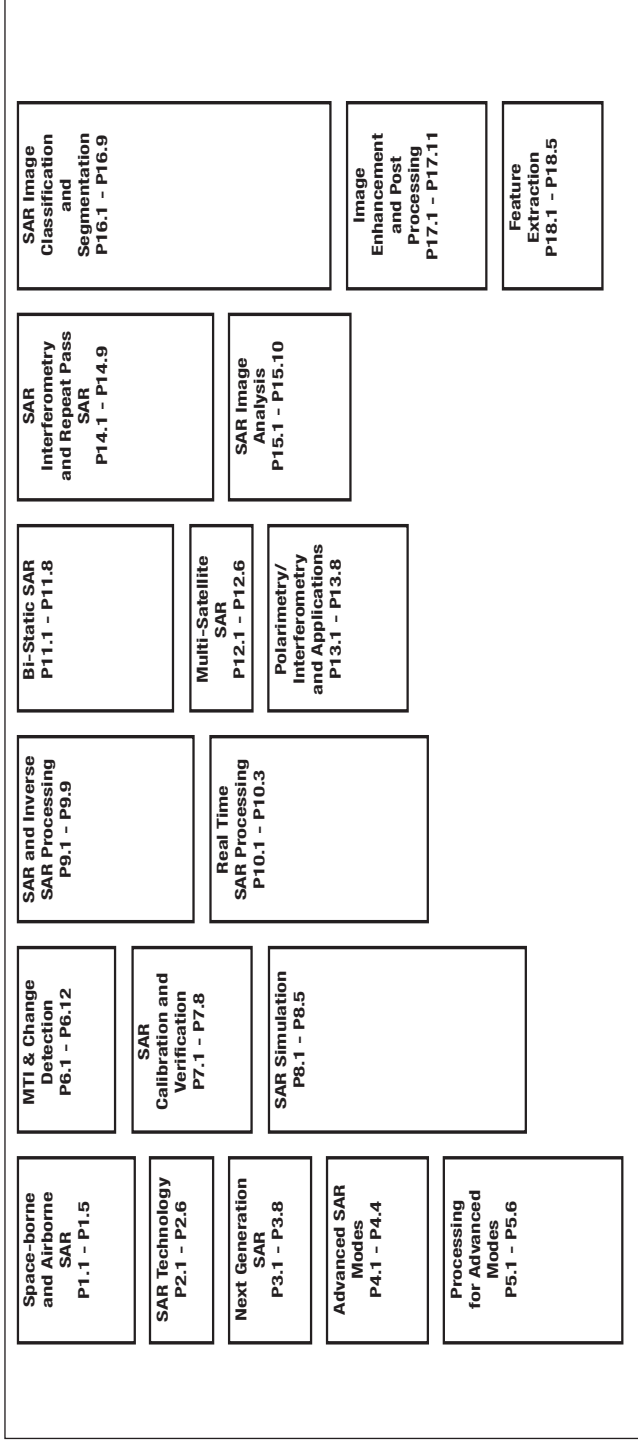 Space-borne
and Airborne
SAR
P1.1 – P1.5
SAR Technology
P2.1 – P2.6
Next Generation
SAR
P3.1 – P3.8
Advanced SAR
Modes
P4.1 – P4.4
Processing
for Advanced
Modes
P5.1 – P5.6
MTI & Change
Detection
P6.1 – P6.12
SAR
Calibration and
Verification
P7.1 – P7.8
SAR Simulation
P8.1 – P8.5
SAR and Inverse
SAR Processing
P9.1 – P9.9
Real Time
SAR Processing
P10.1 – P10.3
Bi-Static SAR
P11.1 – P11.8
Multi-Satellite
SAR
P12.1 – P12.6
Polarimetry/
Interferometry
and Applications
P13.1 – P13.8
SAR
Interferometry
and Repeat Pass
SAR
P14.1 – P14.9
SAR Image
Analysis
P15.1 – P15.10
SAR Image
Classification
and
Segmentation
P16.1 – P16.9
Image
Enhancement
and Post
Processing
P17.1 – P17.11
Feature
Extraction
P18.1 – P18.5